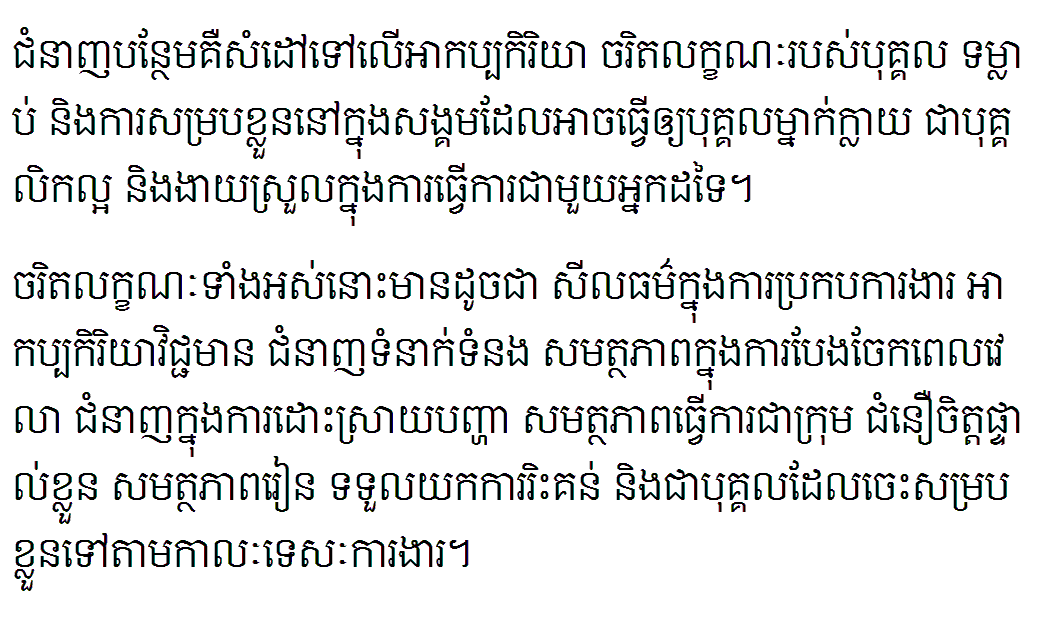 ជំនាញបន្ថែមគឺសំដៅទៅលើអាកប្បកិរិយា ចរិតលក្ខណៈរបស់បុគ្គល ទម្លា
ប់ និងការសម្របខ្លួននៅក្នុងសង្គមដែលអាចធ្វើឲ្យបុគ្គលម្នាក់ក្លាយ ជាបុគ្គ
លិកល្អ និងងាយស្រួលក្នុងការធ្វើការជាមួយអ្នកដទៃ។
ចរិតលក្ខណៈទាំងអស់នោះមានដូចជា សីលធម៌ក្នុងការប្រកបការងារ អា
កប្បកិរិយាវិជ្ជមាន ជំនាញទំនាក់ទំនង សមត្ថភាពក្នុងការបែងចែកពេលវេ
លា ជំនាញក្នុងការដោះស្រាយបញ្ហា សមត្ថភាពធ្វើការជាក្រុម ជំនឿចិត្តផ្ទា
ល់ខ្លួន សមត្ថភាពរៀន ទទួលយកការរិះគន់ និងជាបុគ្គលដែលចេះសម្រប
ខ្លួនទៅតាមកាលៈទេសៈការងារ។